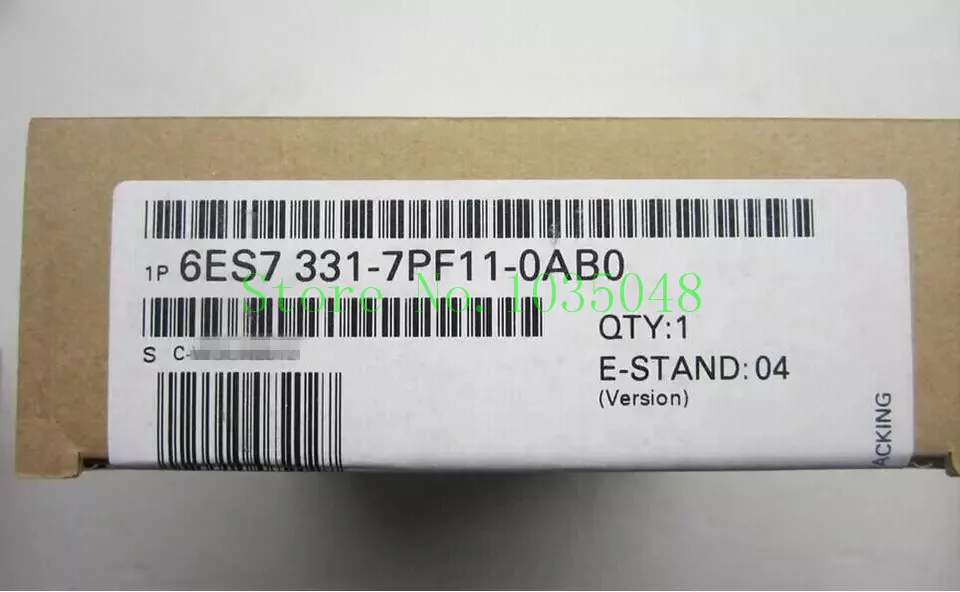 1P 6ES7 331-7PF11-0AB0
Store No. 1035048
S C-
QTY:1
E-STAND:04
(Version)
ACKING